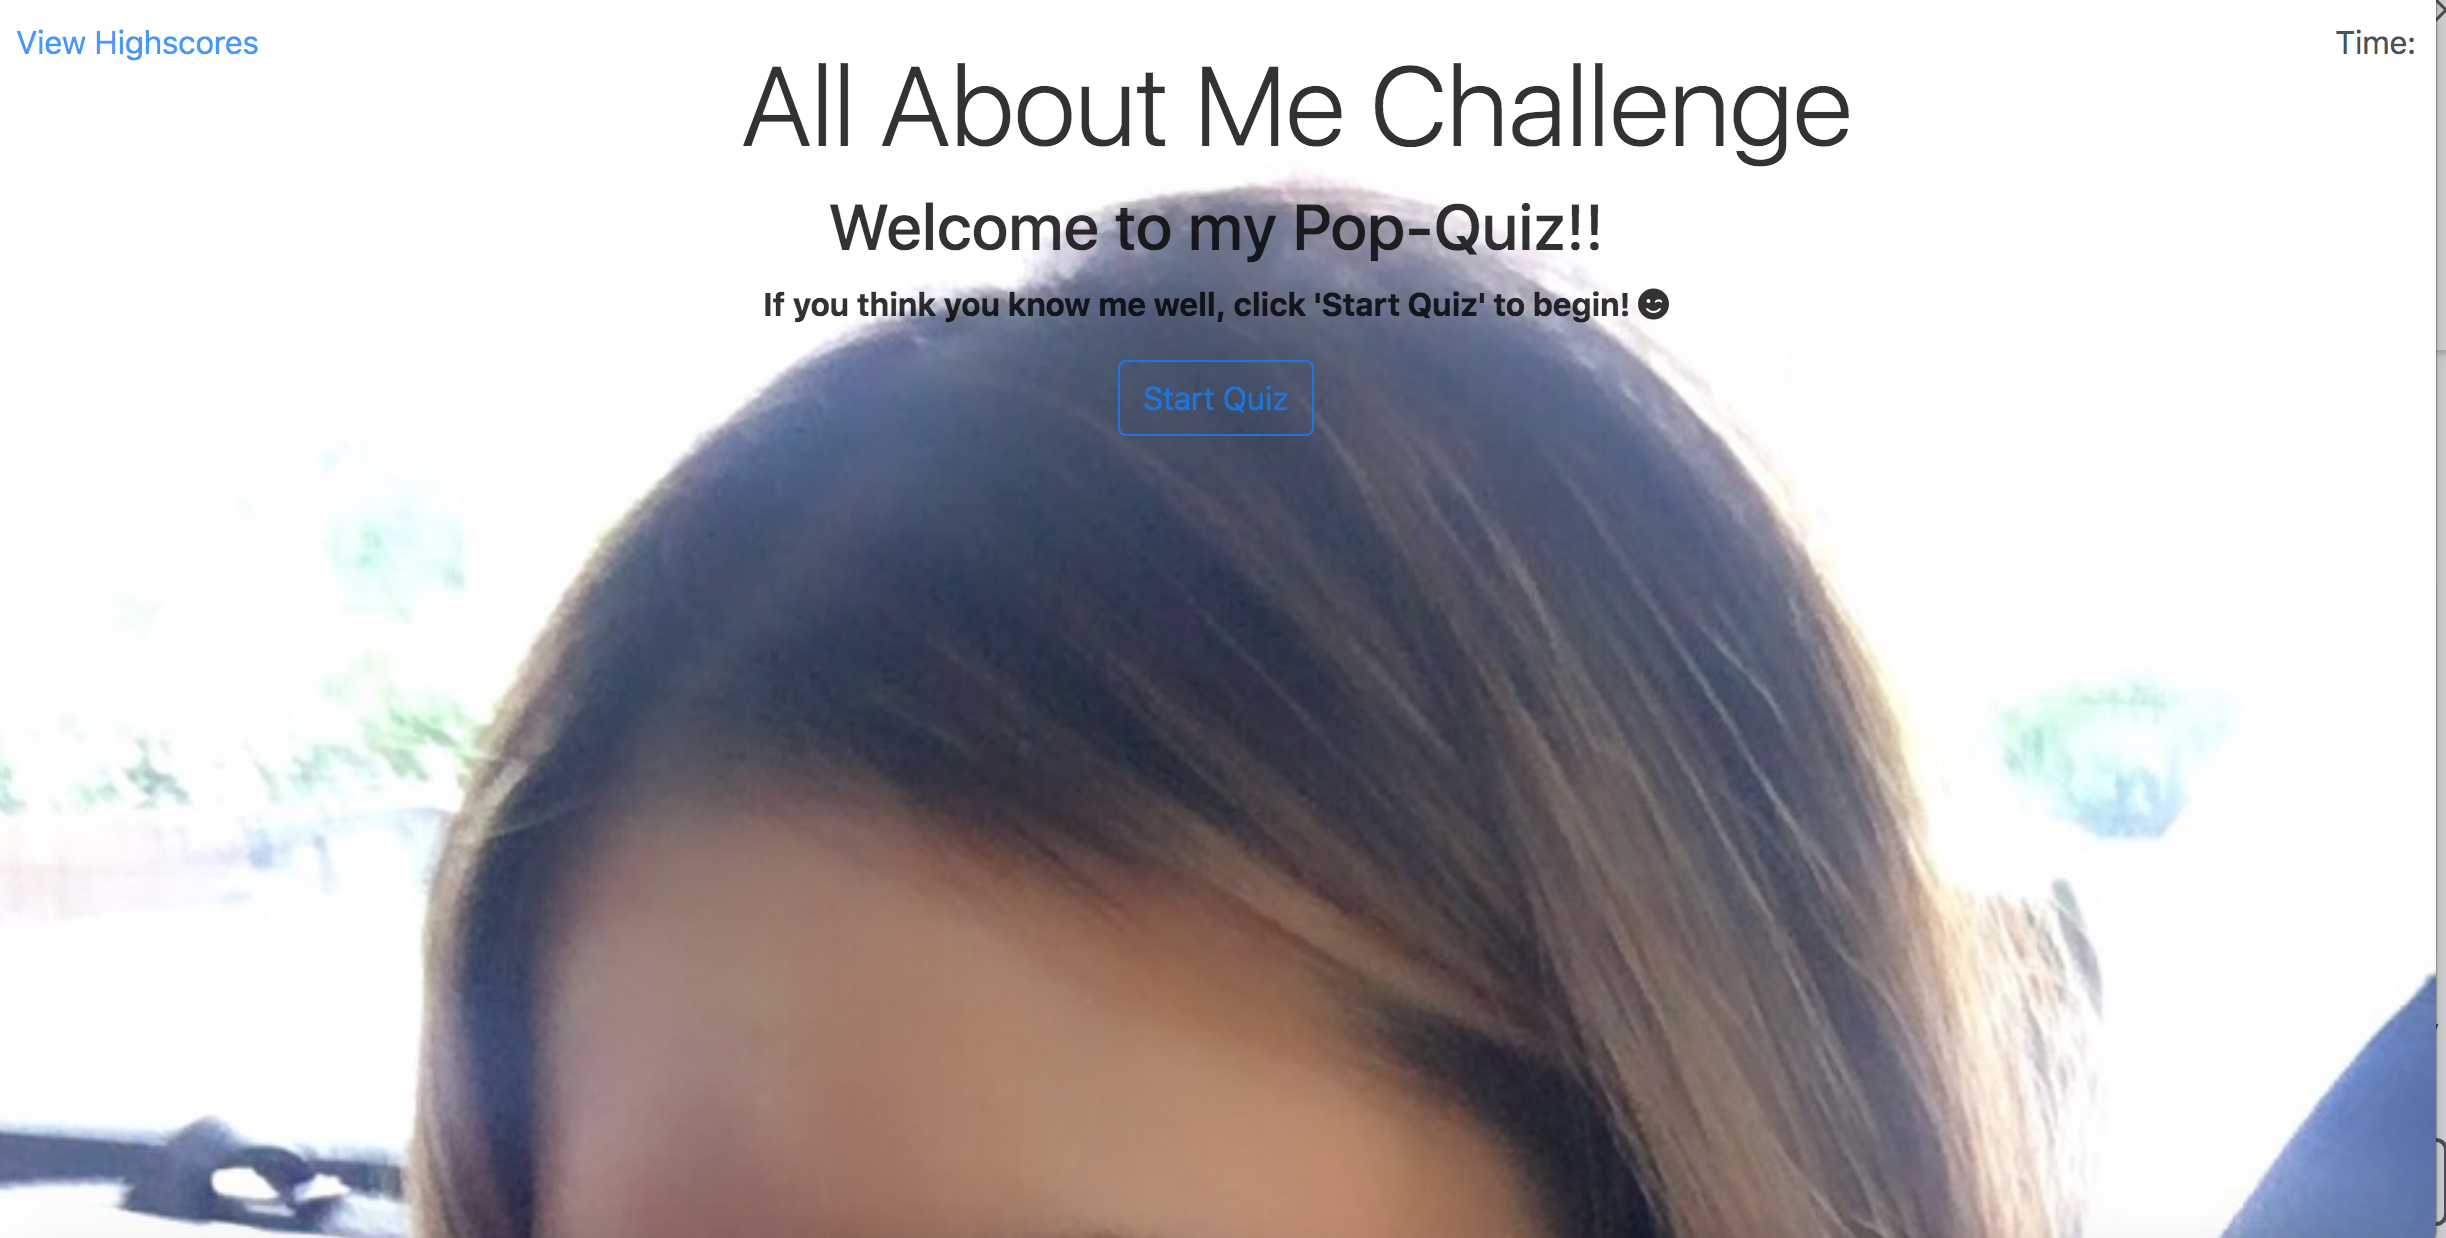 View Highscores
Time:
All About Me Challenge
Welcome to my Pop-Quiz!!
If you think you know me well, click 'Start Quiz' to begin!
Start Quiz